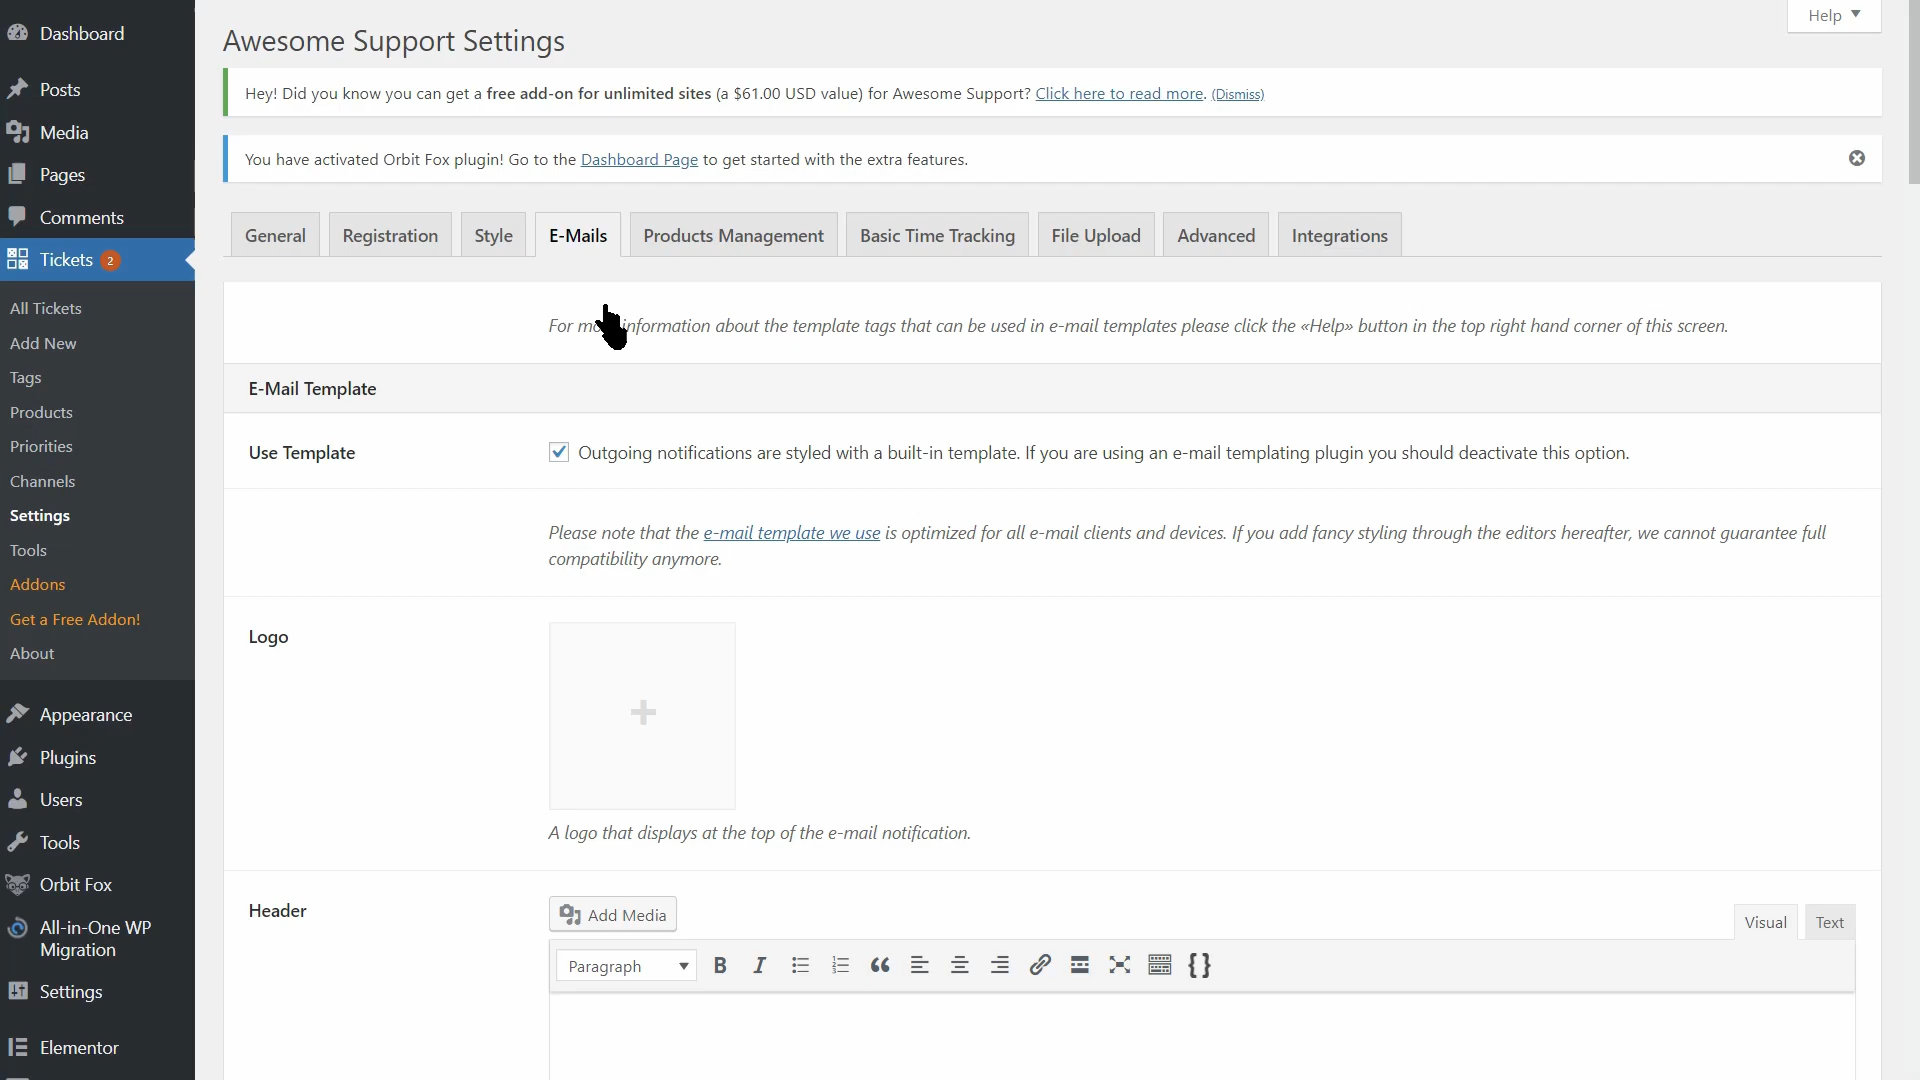 Dashboard
Posts
Media
Pages
Comments
Tickets 2
All Tickets
Add New
Tags
Products
Priorities
Channels
Settings
Tools
Addons
Get a Free Addon!
About
Appearance
Plugins
Users
Tools
Orbit Fox
All-in-One WP
Migration
Settings
Elementor
Help
Awesome Support Settings
Hey! Did you know you can get a free add-on for unlimited sites (a $61.00 USD value) for Awesome Support? Click here to read more. (Dismiss)
You have activated Orbit Fox plugin! Go to the Dashboard Page to get started with the extra features.
General Registration Style E-Mails Products Management Basic Time Tracking File Upload Advanced Integrations
For information about the template tags that can be used in e-mail templates please click the «Help» button in the top right hand corner of this screen.
E-Mail Template
Use Template Outgoing notifications are styled with a built-in template. If you are using an e-mail templating plugin you should deactivate this option.
Please note that the e-mail template we use is optimized for all e-mail clients and devices. If you add fancy styling through the editors hereafter, we cannot guarantee full
compatibility anymore.
Logo
A logo that displays at the top of the e-mail notification.
Header Add Media
Visual Text
Paragraph